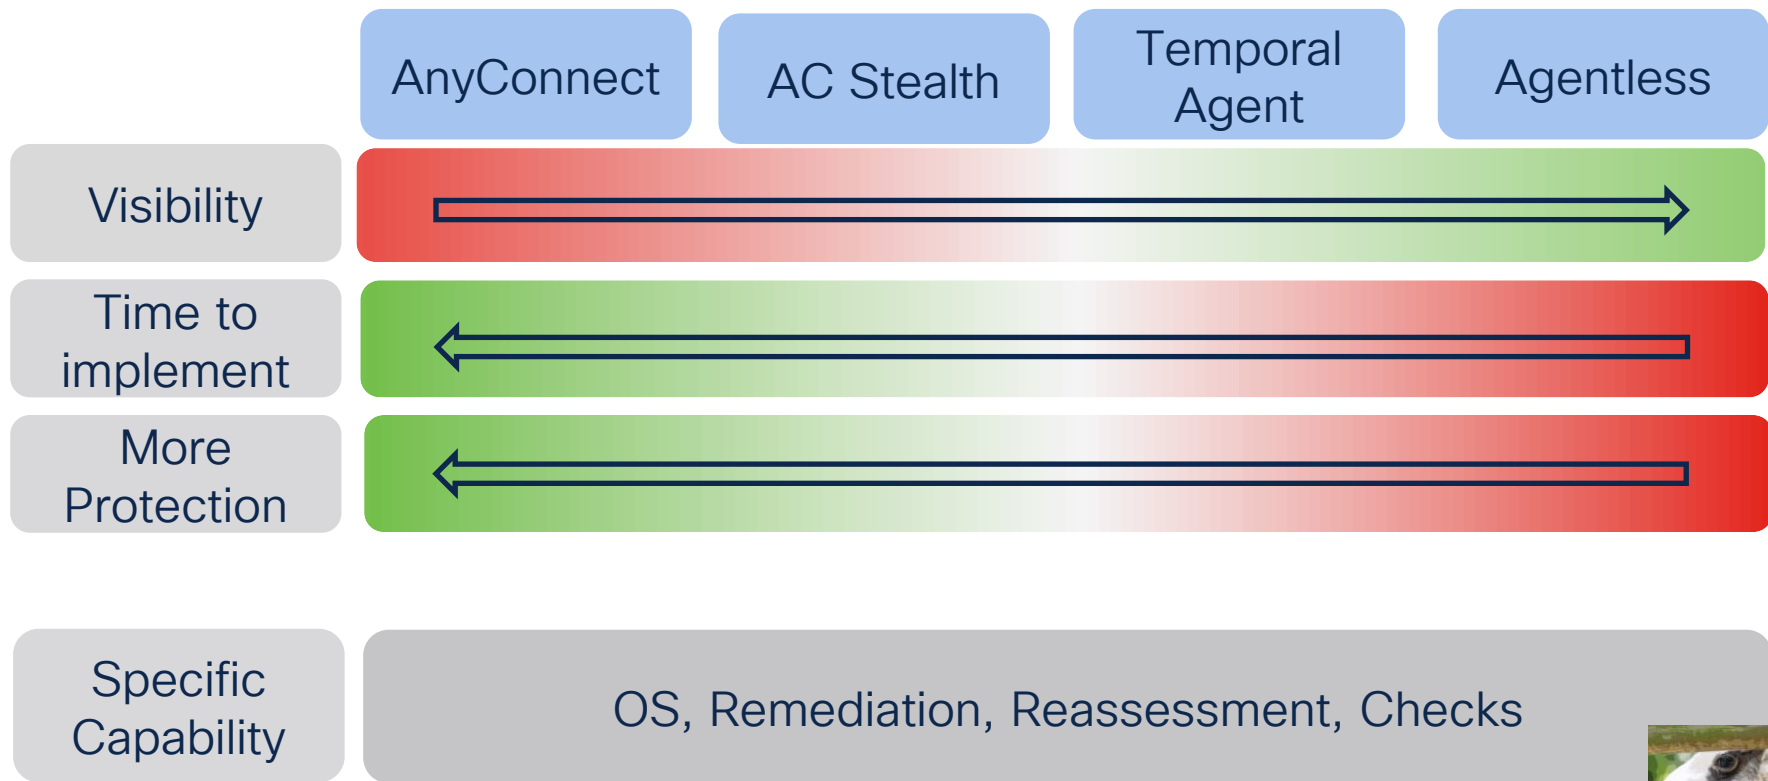 AnyConnect
AC Stealth
Temporal
Agent
Agentless
Visibility
Time to
implement
More
Protection
Specific
Capability
OS, Remediation, Reassessment, Checks